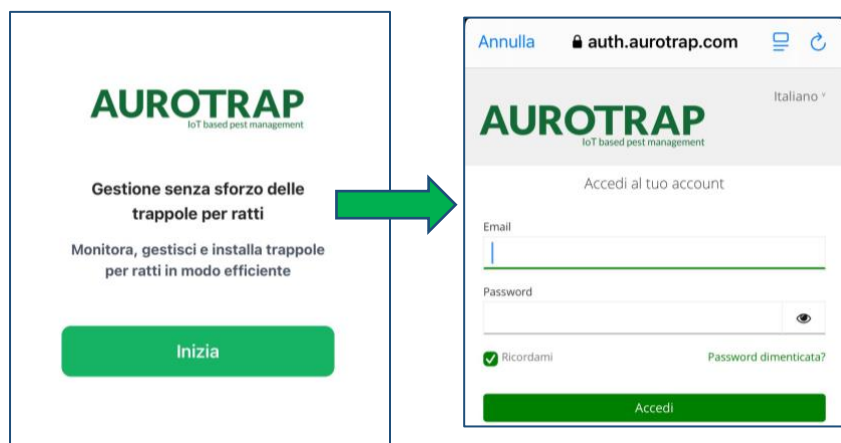 AUROTRAP
IoT based pest management
Gestione senza sforzo delle
trappole per ratti
Monitora, gestisci e installa trappole
per ratti in modo efficiente
Inizia
Annulla auth.aurotrap.com
Italiano
AUROTRAP
IoT based pest management
Accedi al tuo account
Email
Password
Ricordami Password dimenticata?
Accedi